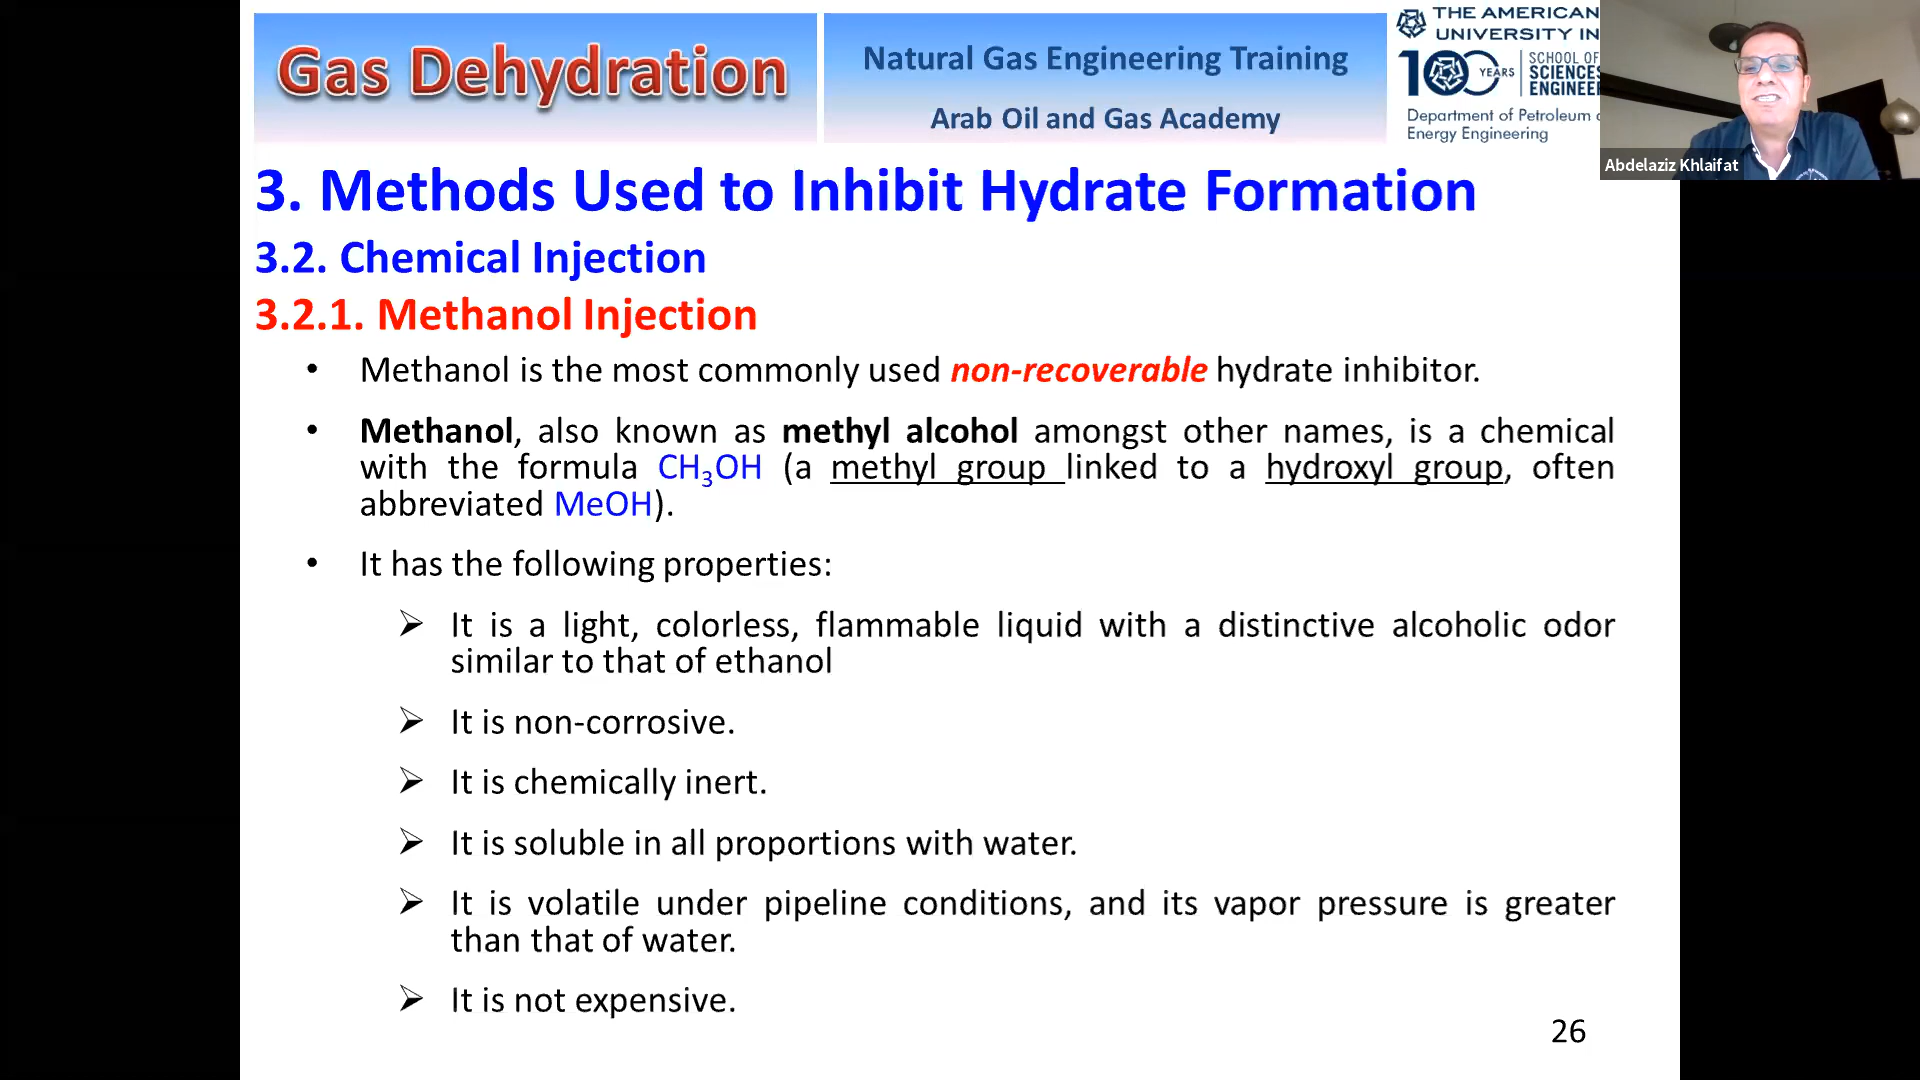 Gas Dehydration
Natural Gas Engineering Training
Arab Oil and Gas Academy
THE AMERICAN
UNIVERSITY IN
100 YEARS
SCHOOL OF
SCIENCES
ENGINEE
Department of Petroleum
Energy Engineering
Abdelaziz Khlaifat
3. Methods Used to Inhibit Hydrate Formation
3.2. Chemical Injection
3.2.1. Methanol Injection
• Methanol is the most commonly used non-recoverable hydrate inhibitor.
• Methanol, also known as methyl alcohol amongst other names, is a chemical
with the formula CH₃OH (a methyl group linked to a hydroxyl group, often
abbreviated MeOH).
• It has the following properties:
➢ It is a light, colorless, flammable liquid with a distinctive alcoholic odor
similar to that of ethanol
➢ It is non-corrosive.
➢ It is chemically inert.
➢ It is soluble in all proportions with water.
➢ It is volatile under pipeline conditions, and its vapor pressure is greater
than that of water.
➢ It is not expensive.
26